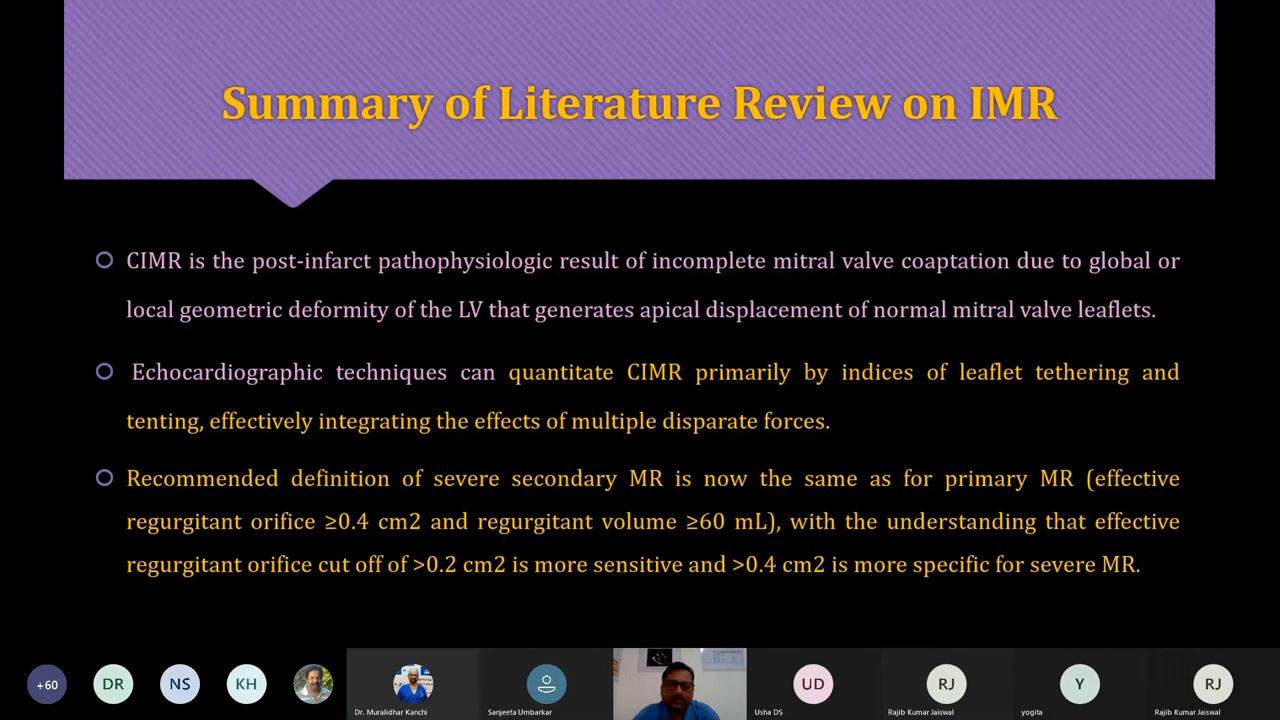 Summary of Literature Review on IMR
CIMR is the post-infarct pathophysiologic result of incomplete mitral valve coaptation due to global or
local geometric deformity of the LV that generates apical displacement of normal mitral valve leaflets.
Echocardiographic techniques can quantitate CIMR primarily by indices of leaflet tethering and
tenting, effectively integrating the effects of multiple disparate forces.
Recommended definition of severe secondary MR is now the same as for primary MR (effective
regurgitant orifice ≥0.4 cm2 and regurgitant volume ≥60 mL), with the understanding that effective
regurgitant orifice cut off of >0.2 cm2 is more sensitive and >0.4 cm2 is more specific for severe MR.
+60 DR NS KH UD RJ Y RJ
Dr. Muralidhar Kanchi Sanjeeta Umbarkar Usha DS Rajib Kumar Jaiswal yogita Rajib Kumar Jaiswal